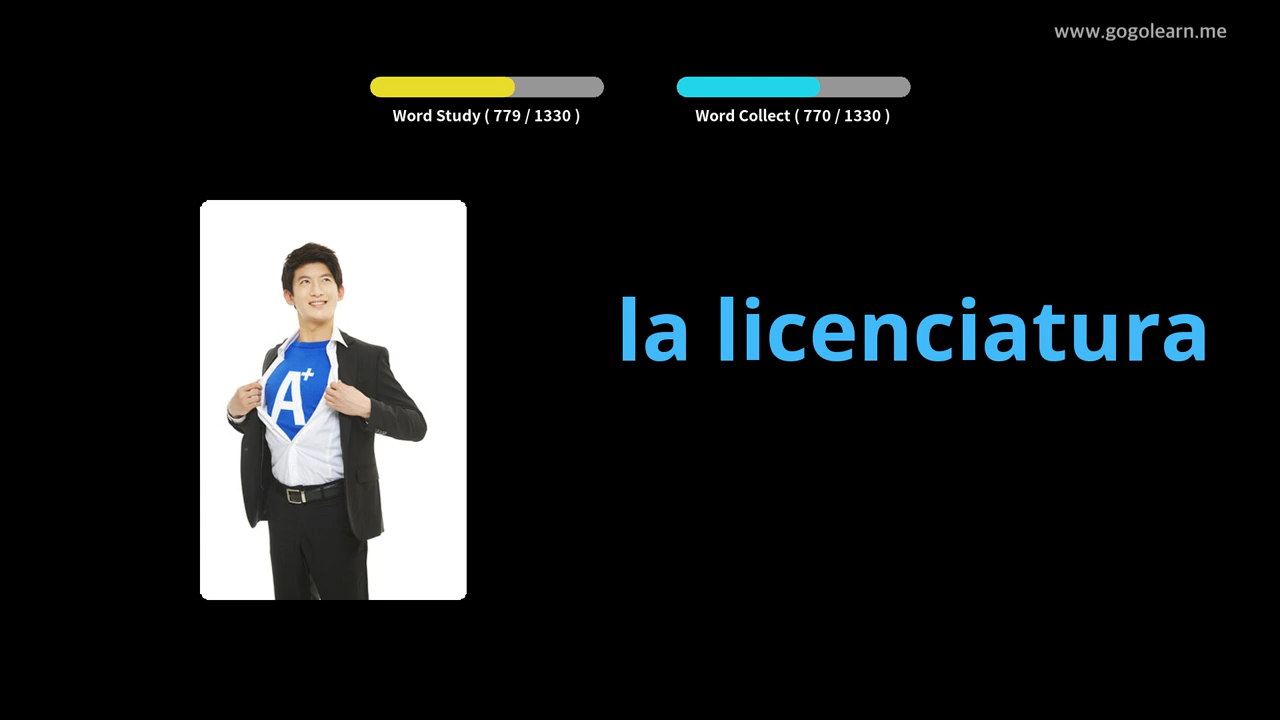 www.gogolearn.me
Word Study ( 779 / 1330 )
Word Collect ( 770 / 1330 )
A+
la licenciatura